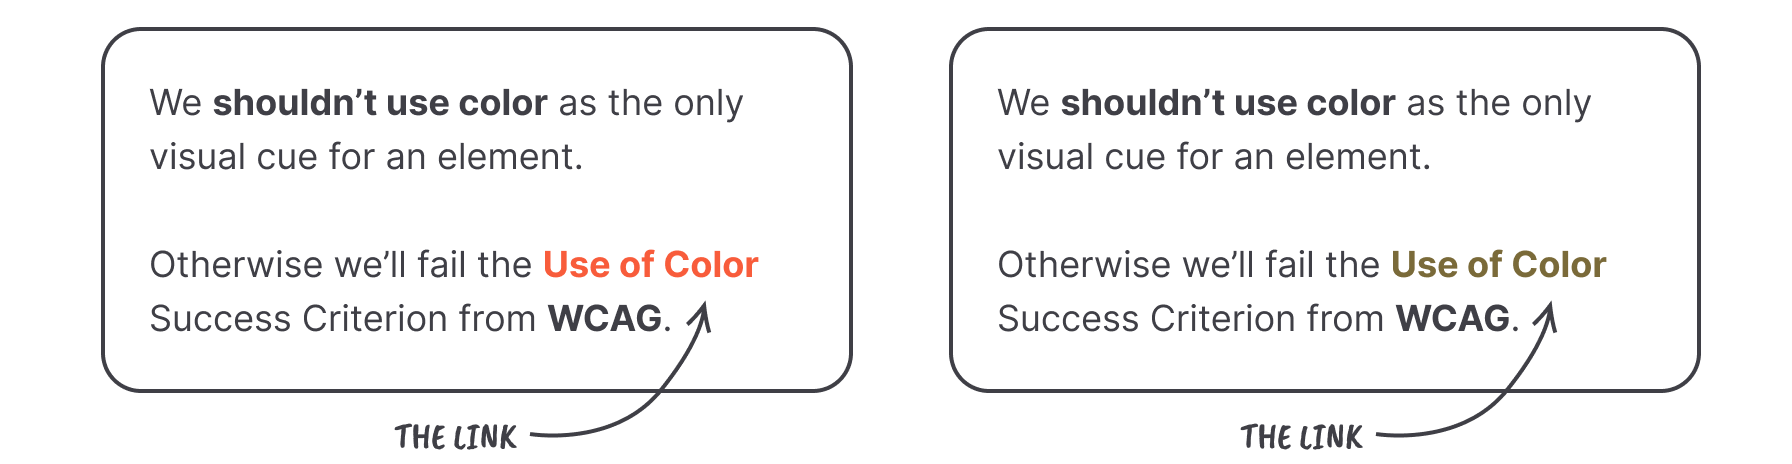 We shouldn’t use color as the only
visual cue for an element.
Otherwise we’ll fail the Use of Color
Success Criterion from WCAG.
THE LINK
We shouldn’t use color as the only
visual cue for an element.
Otherwise we’ll fail the Use of Color
Success Criterion from WCAG.
THE LINK